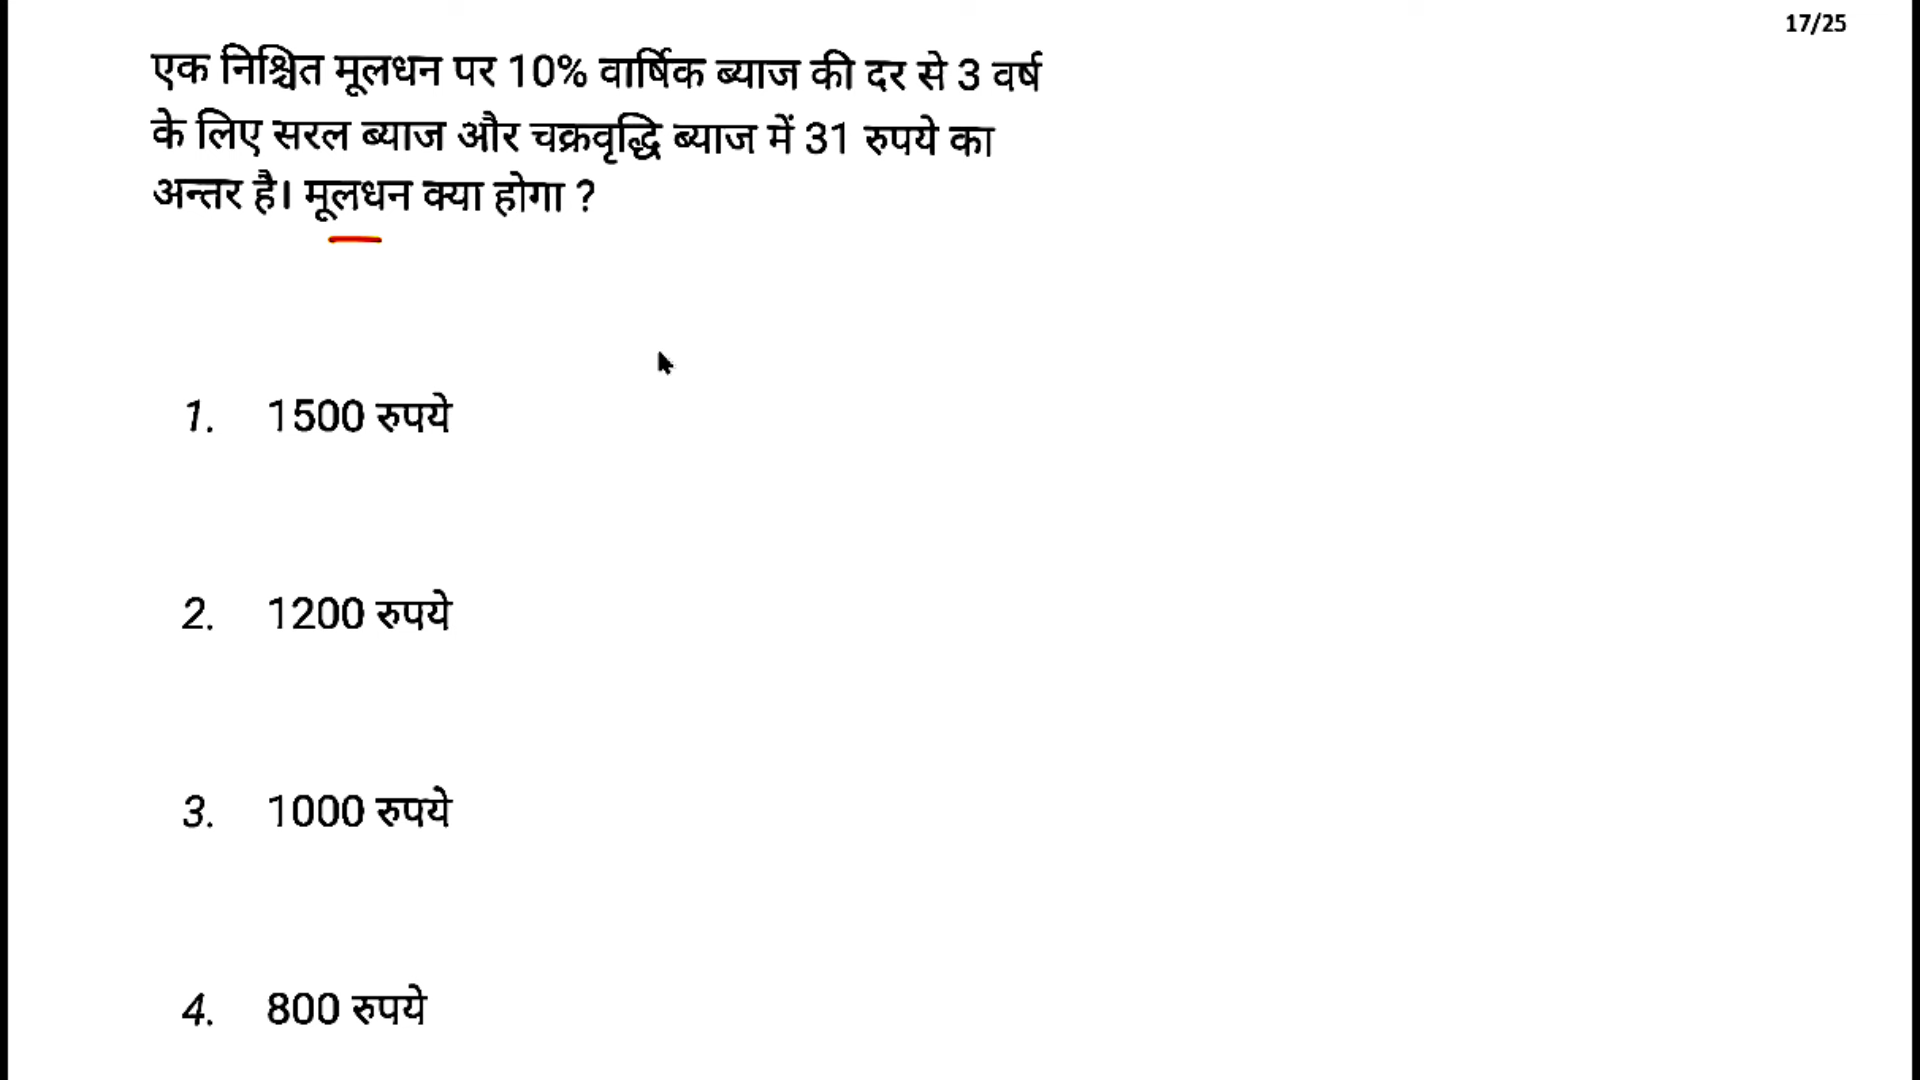 17/25
एक निश्चित मूलधन पर 10% वार्षिक ब्याज की दर से 3 वर्ष
के लिए सरल ब्याज और चक्रवृद्धि ब्याज में 31 रुपये का
अन्तर है। मूलधन क्या होगा ?
1. 1500 रुपये
2. 1200 रुपये
3. 1000 रुपये
4. 800 रुपये